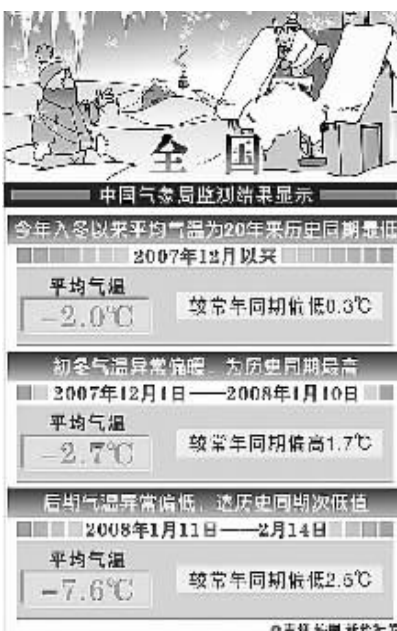 全国
中国气象局监测结果显示
今年入冬以来平均气温为20年来历史同期最低
2007年12月以来
平均气温
-2.0℃
较常年同期偏低0.3℃
初冬气温异常偏暖，为历史同期最高
2007年12月1日——2008年1月10日
平均气温
-2.7℃
较常年同期偏高1.7℃
后期气温异常偏低，达历史同期次低值
2008年1月11日——2月14日
平均气温
-7.6℃
较常年同期偏低2.5℃